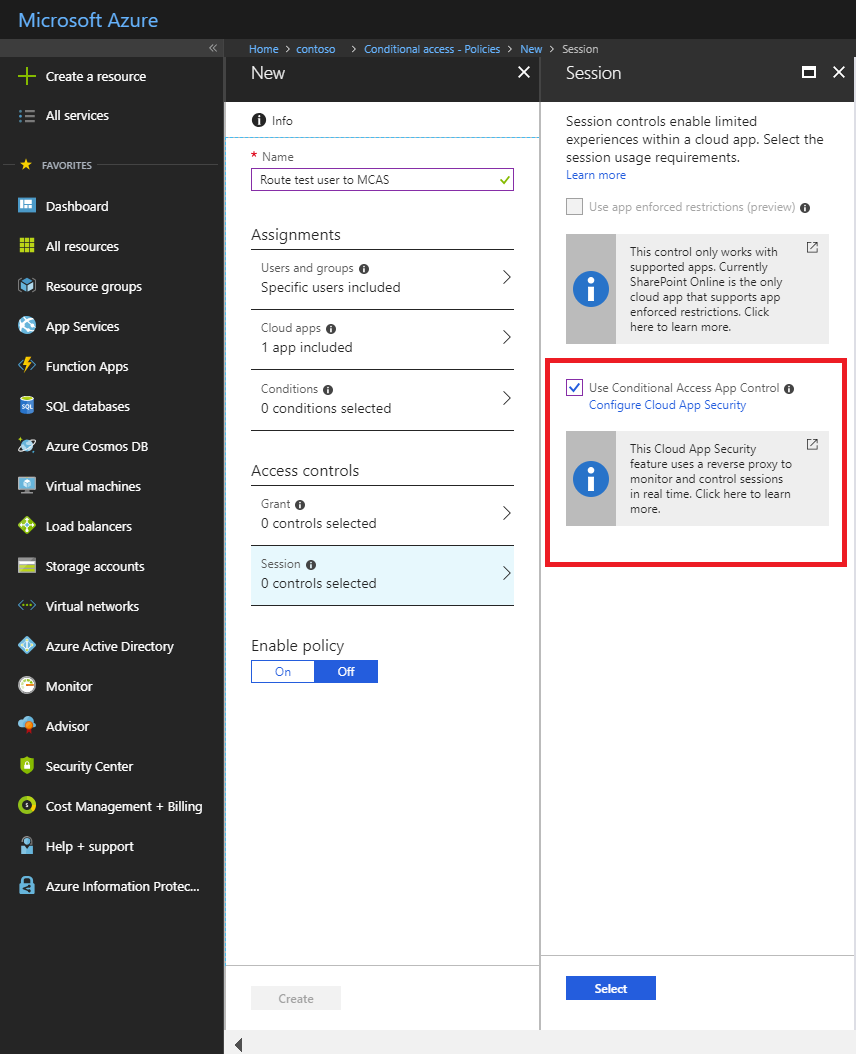 Microsoft Azure
«
Home > contoso > Conditional access - Policies > New > Session
Create a resource
All services
FAVORITES
Dashboard
All resources
Resource groups
App Services
Function Apps
SQL databases
Azure Cosmos DB
Virtual machines
Load balancers
Storage accounts
Virtual networks
Azure Active Directory
Monitor
Advisor
Security Center
Cost Management + Billing
Help + support
Azure Information Protec...
New
Info
* Name
Route test user to MCAS
Assignments
Users and groups
Specific users included
Cloud apps
1 app included
Conditions
0 conditions selected
Access controls
Grant
0 controls selected
Session
0 controls selected
Enable policy
On Off
Create
Session
Session controls enable limited
experiences within a cloud app. Select the
session usage requirements.
Learn more
Use app enforced restrictions (preview)
This control only works with
supported apps. Currently
SharePoint Online is the only
cloud app that supports app
enforced restrictions. Click
here to learn more.
Use Conditional Access App Control
Configure Cloud App Security
This Cloud App Security
feature uses a reverse proxy to
monitor and control sessions
in real time. Click here to learn
more.
Select